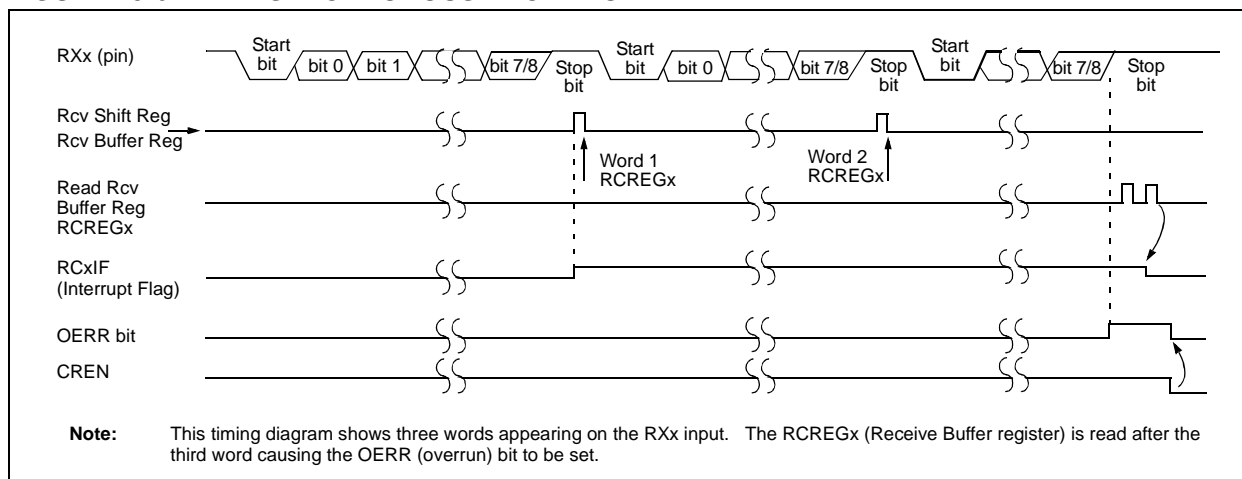 RXx (pin)
Start
bit
bit 0
bit 1
bit 7/8
Stop
bit
Start
bit
bit 0
bit 7/8
Stop
bit
Start
bit
bit 7/8
Stop
bit
Rcv Shift Reg
Rcv Buffer Reg
Word 1
RCREGx
Word 2
RCREGx
Read Rcv
Buffer Reg
RCREGx
RCxIF
(Interrupt Flag)
OERR bit
CREN
Note: This timing diagram shows three words appearing on the RXx input. The RCREGx (Receive Buffer register) is read after the
third word causing the OERR (overrun) bit to be set.